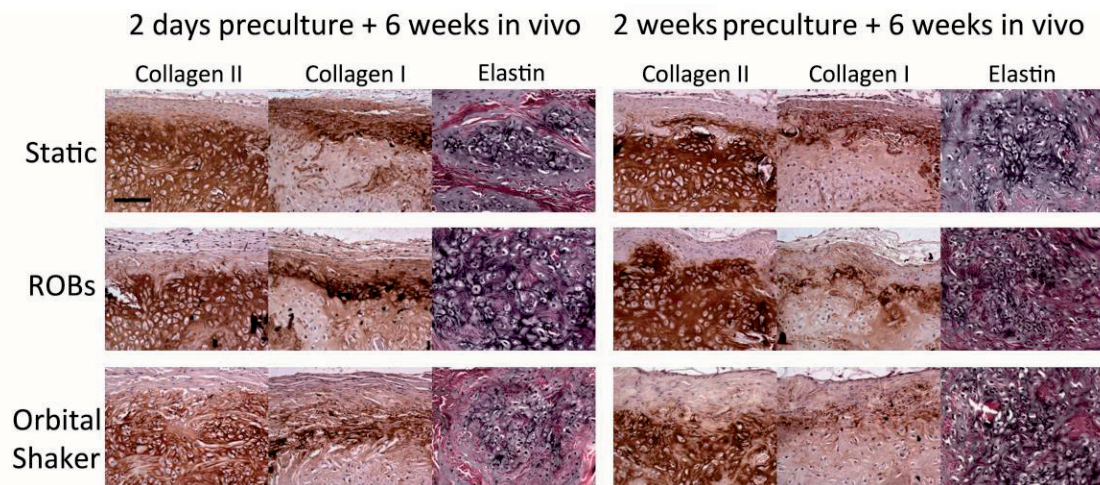 2 days preculture + 6 weeks in vivo 2 weeks preculture + 6 weeks in vivo
Collagen II Collagen I Elastin Collagen II Collagen I Elastin
Static
ROBs
Orbital
Shaker